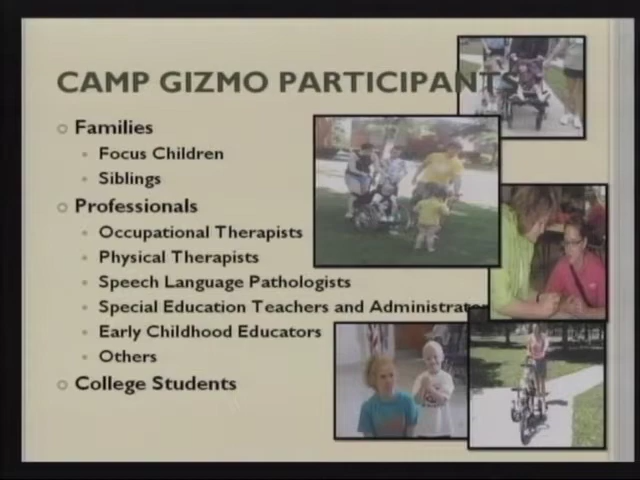 CAMP GIZMO PARTICIPANTS
Families
Focus Children
Siblings
Professionals
Occupational Therapists
Physical Therapists
Speech Language Pathologists
Special Education Teachers and Administrator
Early Childhood Educators
Others
College Students